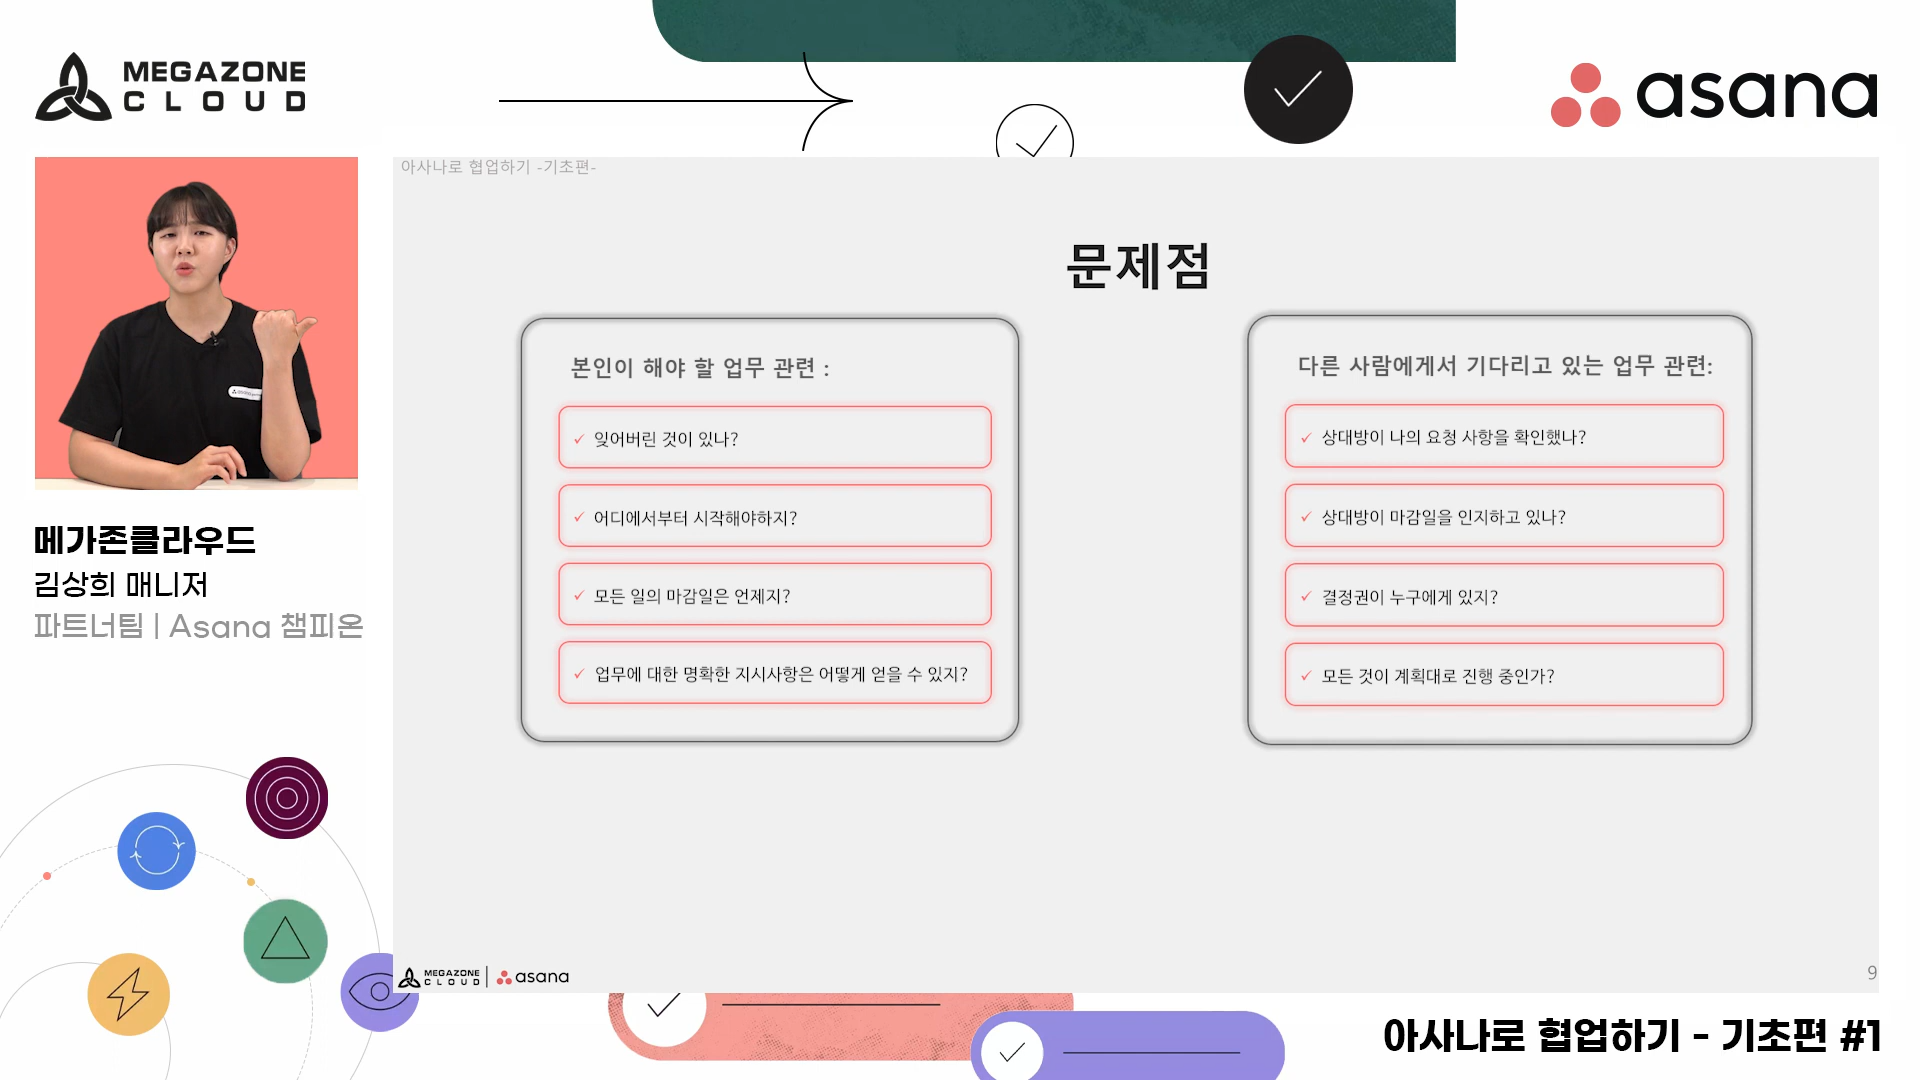 MEGAZONE
CLOUD
asana
아사나로 협업하기 -기초편-
문제점
본인이 해야 할 업무 관련 :
잊어버린 것이 있나?
어디에서부터 시작해야하지?
모든 일의 마감일은 언제지?
업무에 대한 명확한 지시사항은 어떻게 얻을 수 있지?
다른 사람에게서 기다리고 있는 업무 관련:
상대방이 나의 요청 사항을 확인했나?
상대방이 마감일을 인지하고 있나?
결정권이 누구에게 있지?
모든 것이 계획대로 진행 중인가?
메가존클라우드
김상희 매니저
파트너팀 | Asana 챔피온
MEGAZONE
CLOUD
asana
9
아사나로 협업하기 - 기초편 #1